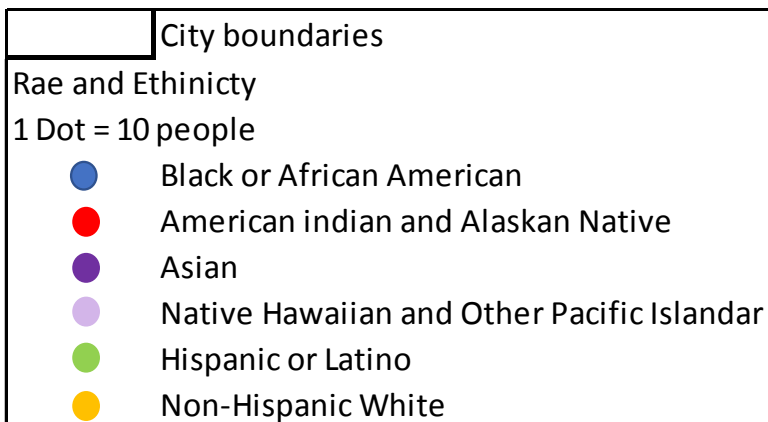 City boundaries
Rae and Ethinicty
1 Dot = 10 people
Black or African American
American indian and Alaskan Native
Asian
Native Hawaiian and Other Pacific Islandar
Hispanic or Latino
Non-Hispanic White